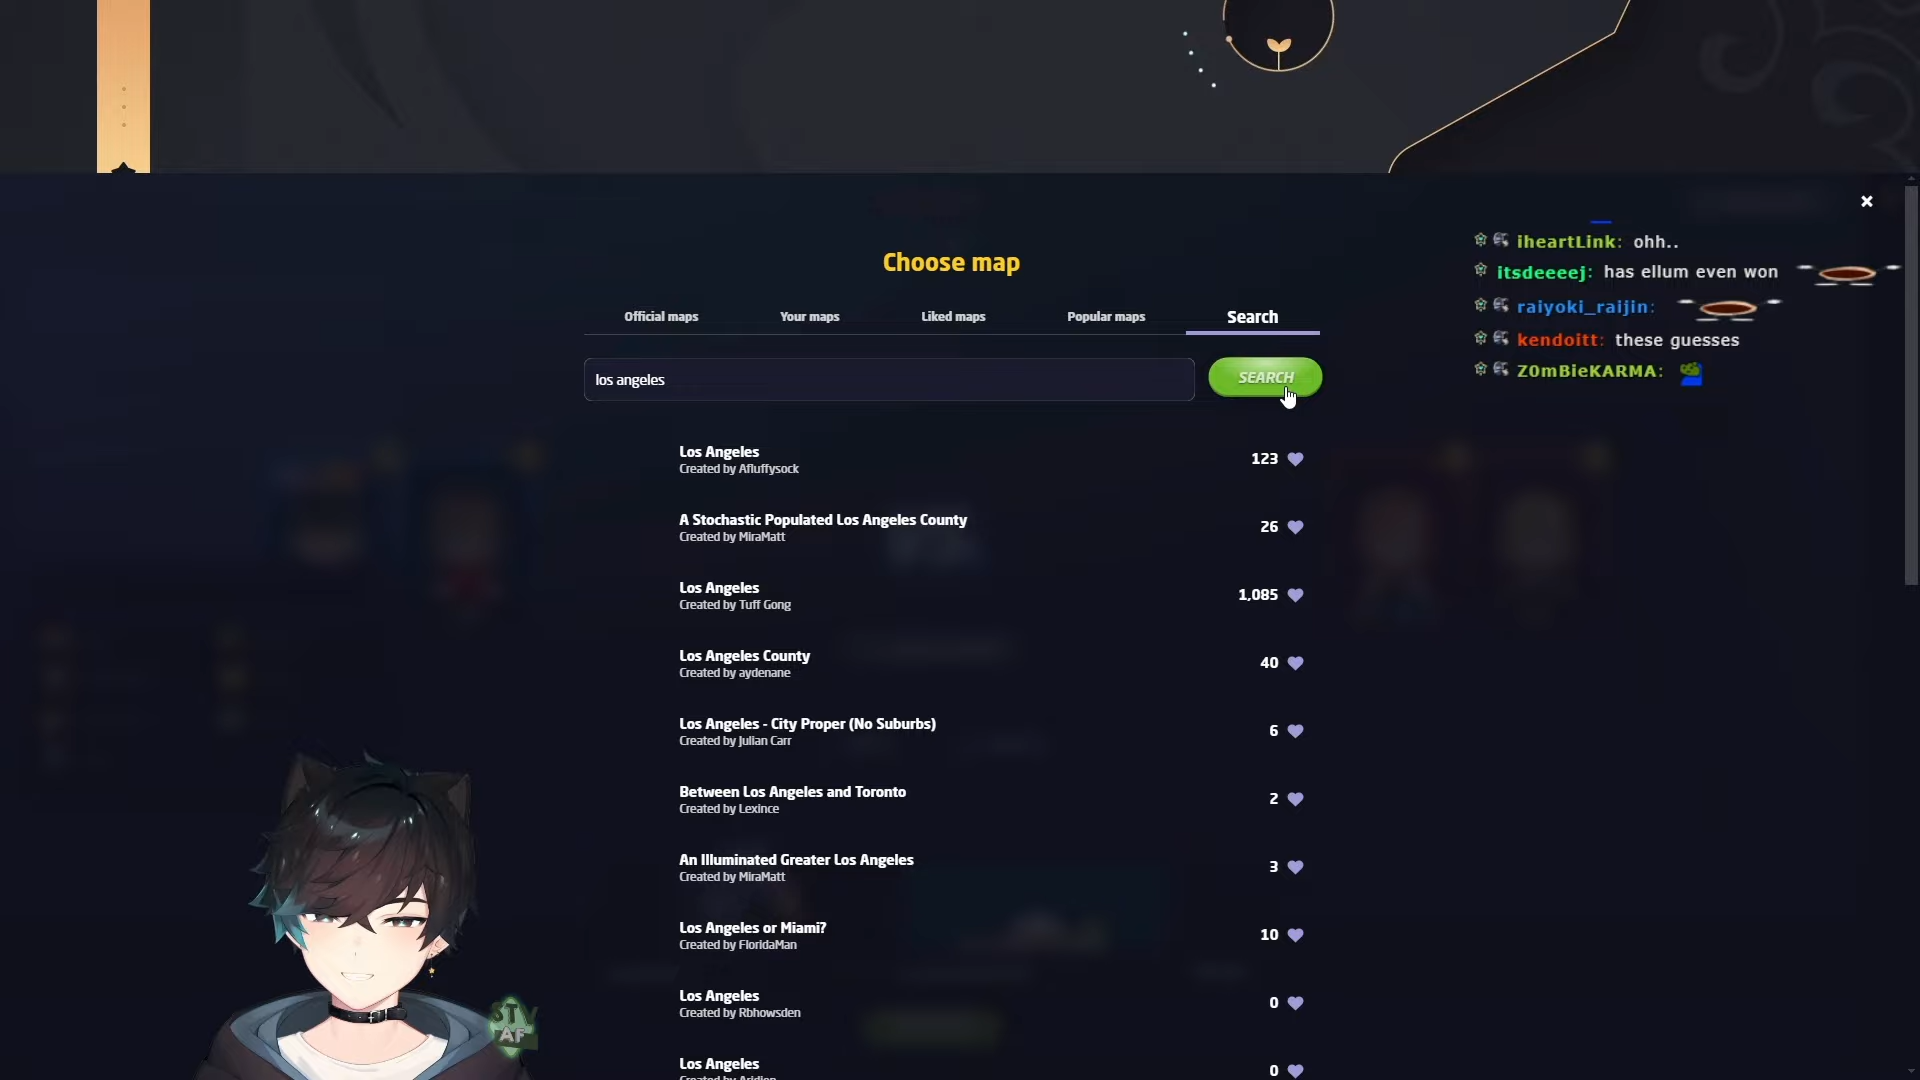 Choose map
Official maps
Your maps
Liked maps
Popular maps
Search
los angeles
SEARCH
Los Angeles
Created by Afluffysock
123
A Stochastic Populated Los Angeles County
Created by MiraMatt
26
Los Angeles
Created by Tuff Gong
1,085
Los Angeles County
Created by aydenane
40
Los Angeles - City Proper (No Suburbs)
Created by Julian Carr
6
Between Los Angeles and Toronto
Created by Lexince
2
An Illuminated Greater Los Angeles
Created by MiraMatt
3
Los Angeles or Miami?
Created by FloridaMan
10
Los Angeles
Created by Rbhowsden
0
Los Angeles
0
iheartLink: ohh..
itsdeeeej: has ellum even won
raiyoki_raijin:
kendoitt: these guesses
Z0mBieKARMA:
STV
AF